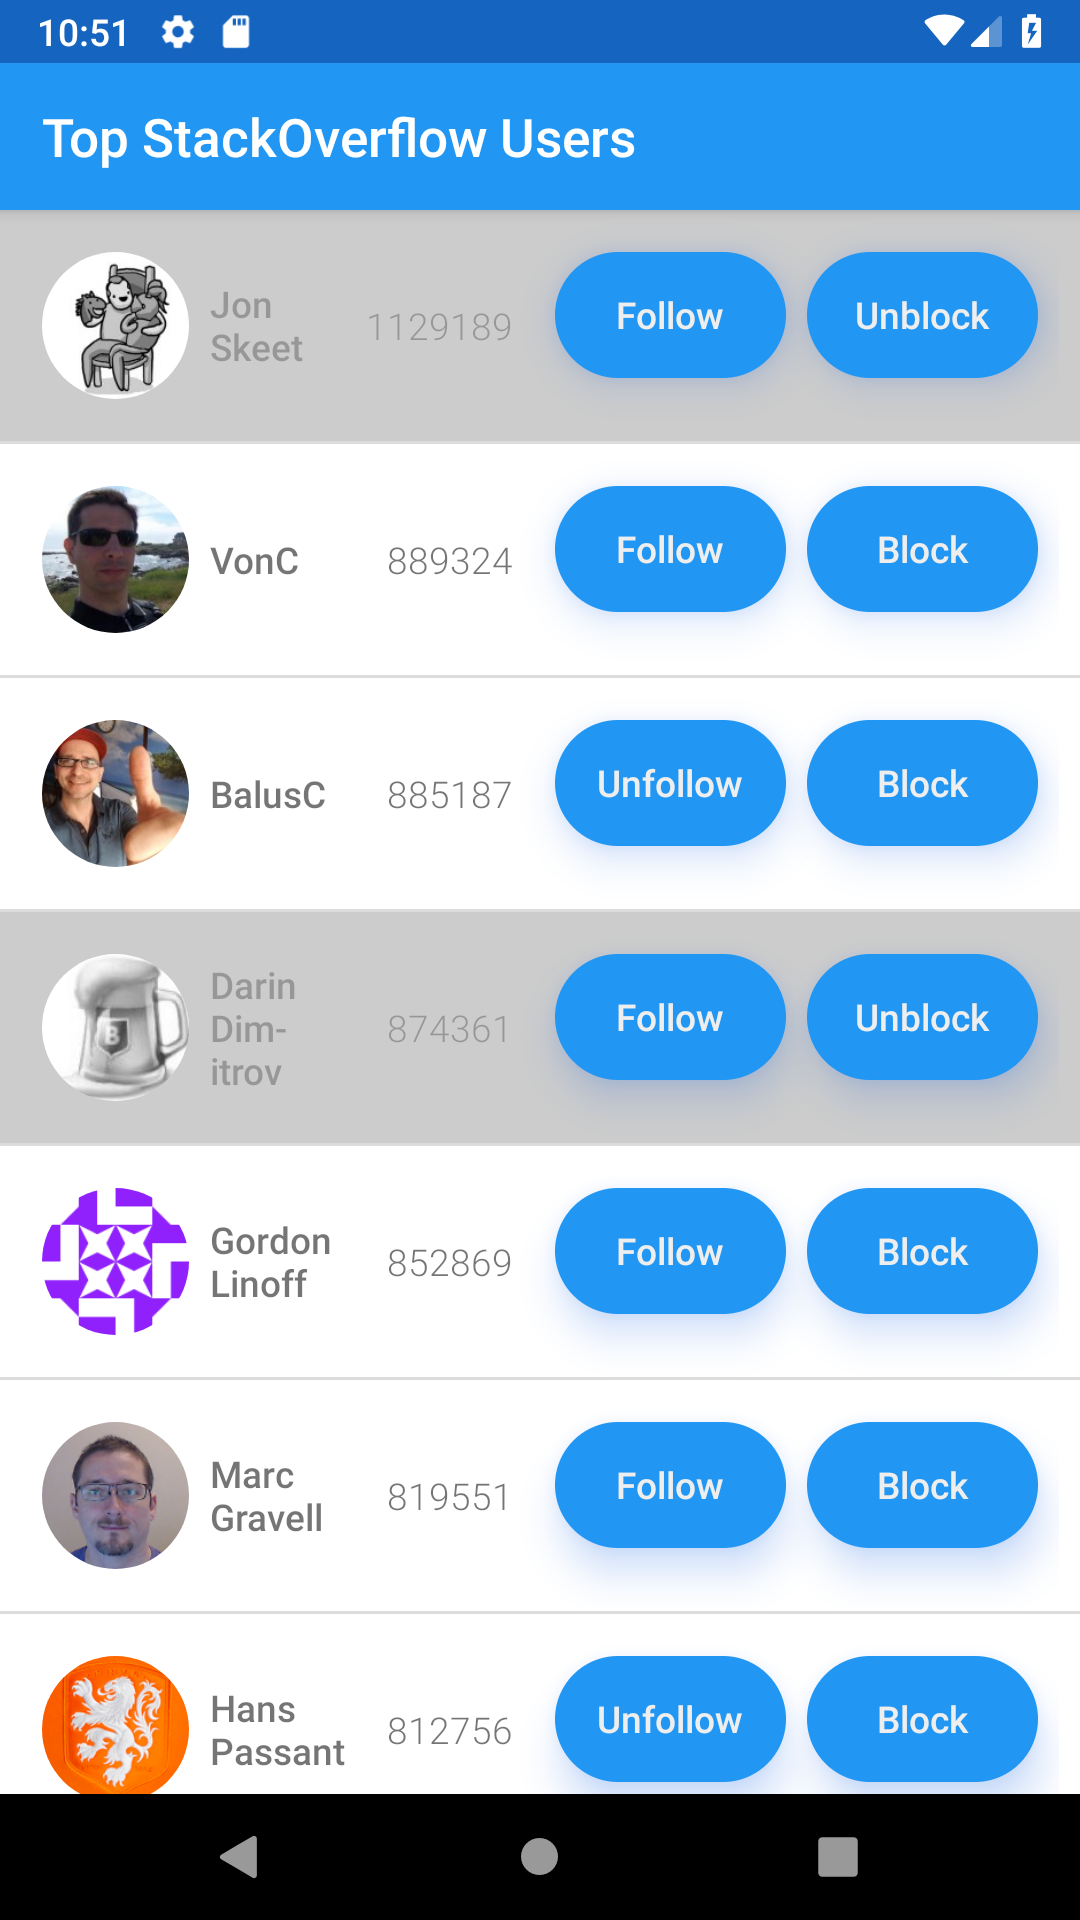 10:51
Top StackOverflow Users
Jon
Skeet
1129189
Follow
Unblock
VonC
889324
Follow
Block
BalusC
885187
Unfollow
Block
Darin
Dim-
itrov
874361
Follow
Unblock
B
Gordon
Linoff
852869
Follow
Block
Marc
Gravell
819551
Follow
Block
Hans
Passant
812756
Unfollow
Block